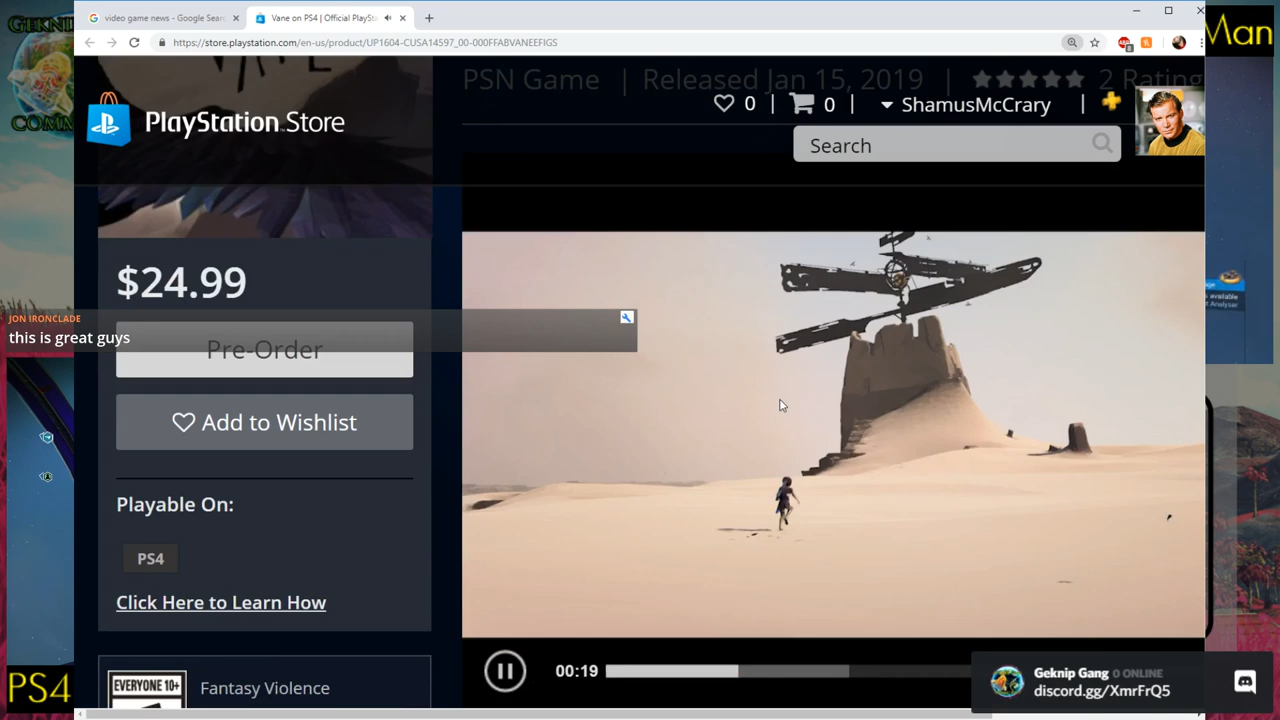 video game news - Google Sear
Vane on PS4 | Official PlaySt
https://store.playstation.com/en-us/product/UP1604-CUSA14597_00-000FFABVANEEFIGS
Man
PSN Game | Released Jan 15, 2019 | 2 Rating
0 | 0 | ShamusMcCrary |
PlayStation Store
Search
$24.99
JON IRONCLADE
this is great guys
Pre-Order
Add to Wishlist
Playable On:
PS4
Click Here to Learn How
00:19
EVERYONE 10+
Fantasy Violence
Geknip Gang 0 ONLINE
discord.gg/XmrFrQ5
PS4